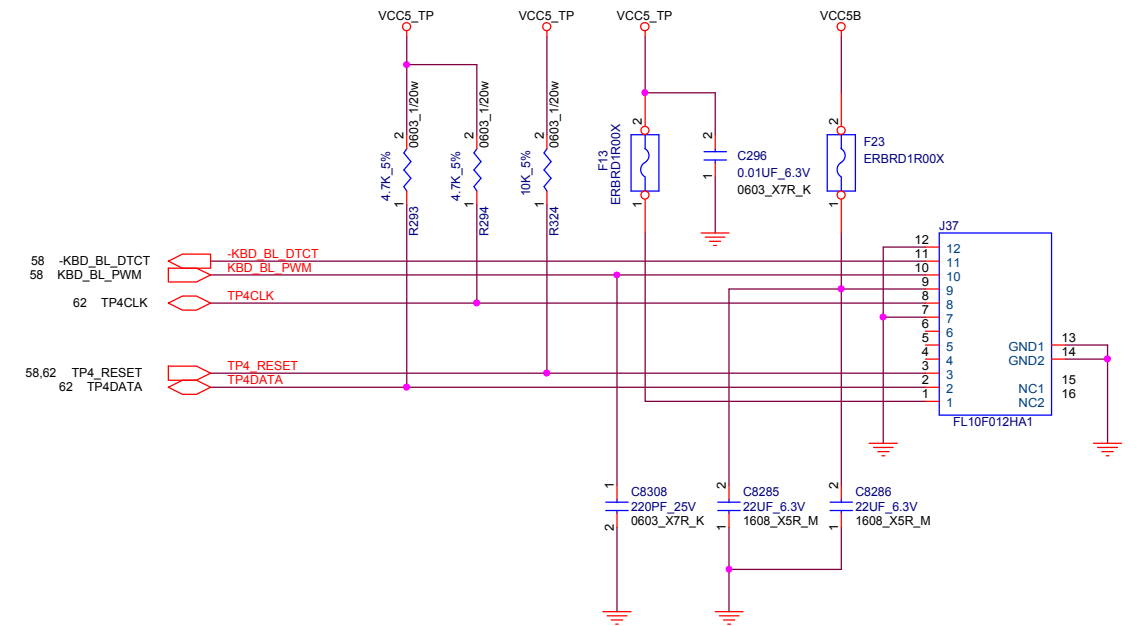 VCC5_TP
VCC5_TP
VCC5_TP
VCC5B
2
0603_1/20w
4.7K_5%
1
R293
2
0603_1/20w
4.7K_5%
1
R294
2
0603_1/20w
10K_5%
1
R324
2
F13
ERBRD1R00X
1
2
C296
0.01UF_6.3V
0603_X7R_K
1
2
F23
ERBRD1R00X
1
58 -KBD_BL_DTCT
-KBD_BL_DTCT
58 KBD_BL_PWM
KBD_BL_PWM
62 TP4CLK
TP4CLK
58,62 TP4_RESET
TP4_RESET
62 TP4DATA
TP4DATA
J37
12 12
11 11
10 10
9 9
8 8
7 7
6 6
5 5
4 4
3 3
2 2
1 1
GND1 13
GND2 14
NC1 15
NC2 16
FL10F012HA1
1
C8308
220PF_25V
0603_X7R_K
2
2
C8285
22UF_6.3V
1608_X5R_M
1
2
C8286
22UF_6.3V
1608_X5R_M
1